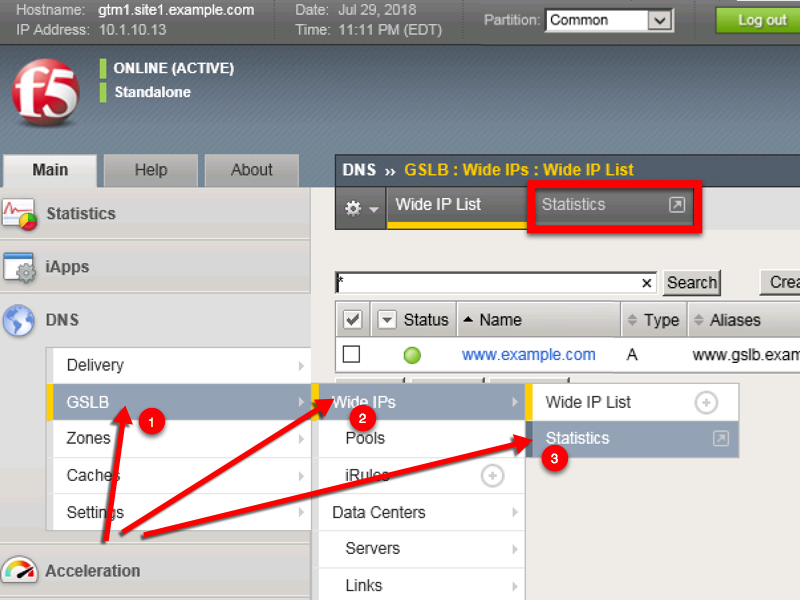 Hostname: gtm1.site1.example.com Date: Jul 29, 2018 Partition: Common Log out
IP Address: 10.1.10.13 Time: 11:11 PM (EDT)
f5
ONLINE (ACTIVE)
Standalone
Main Help About
DNS ›› GSLB : Wide IPs : Wide IP List
Wide IP List Statistics
Statistics
iApps
DNS
* × Search Crea
Status Name Type Aliases
www.example.com A www.gslb.exam
Delivery
GSLB
Zones
Caches
Settings
1
Wide IPs
2
Pools
iRules
Data Centers
Servers
Links
Wide IP List
Statistics
3
Acceleration